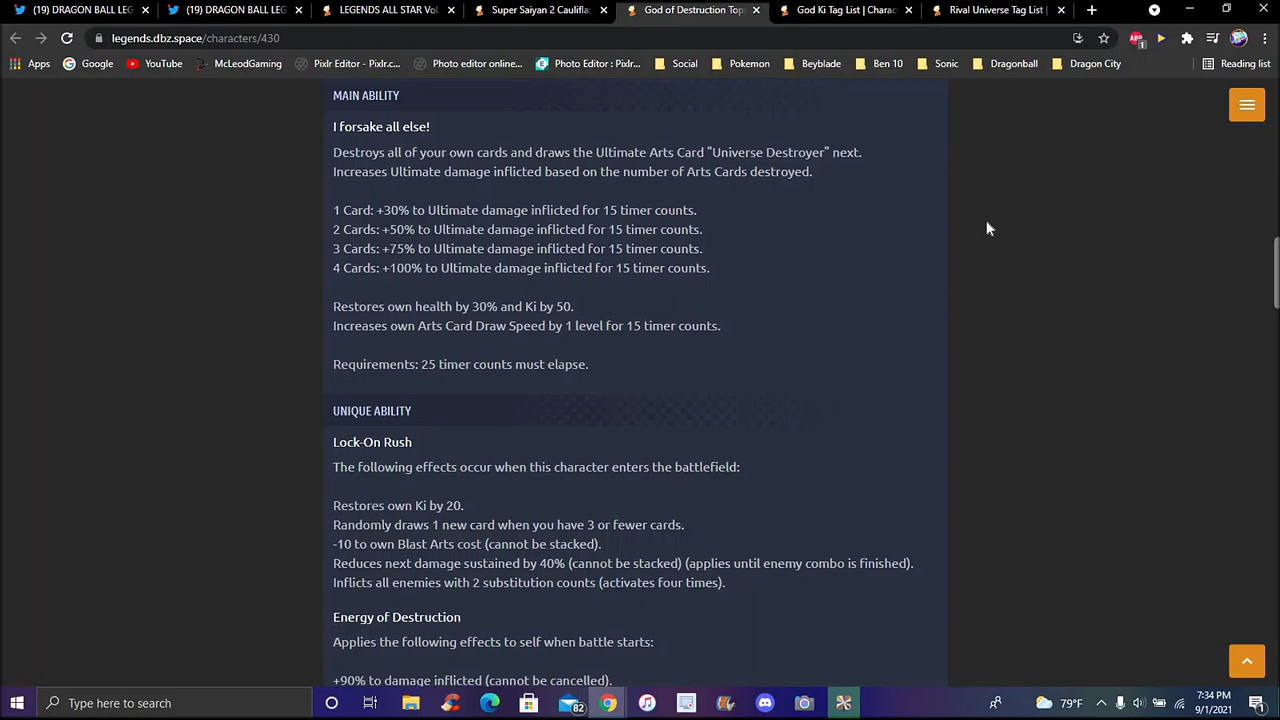 (19) DRAGON BALL LEG
(19) DRAGON BALL LEG
LEGENDS ALL STAR Vol.
Super Saiyan 2 Caulifla
God of Destruction Top
God Ki Tag List | Charac
Rival Universe Tag List |
legends.dbz.space/characters/430
Apps
Google
YouTube
McLeodGaming
Pixlr Editor - Pixlr.c...
Photo editor online...
Photo Editor : Pixlr...
Social
Pokemon
Beyblade
Ben 10
Sonic
Dragonball
Dragon City
Reading list
MAIN ABILITY
I forsake all else!
Destroys all of your own cards and draws the Ultimate Arts Card "Universe Destroyer" next.
Increases Ultimate damage inflicted based on the number of Arts Cards destroyed.
1 Card: +30% to Ultimate damage inflicted for 15 timer counts.
2 Cards: +50% to Ultimate damage inflicted for 15 timer counts.
3 Cards: +75% to Ultimate damage inflicted for 15 timer counts.
4 Cards: +100% to Ultimate damage inflicted for 15 timer counts.
Restores own health by 30% and Ki by 50.
Increases own Arts Card Draw Speed by 1 level for 15 timer counts.
Requirements: 25 timer counts must elapse.
UNIQUE ABILITY
Lock-On Rush
The following effects occur when this character enters the battlefield:
Restores own Ki by 20.
Randomly draws 1 new card when you have 3 or fewer cards.
-10 to own Blast Arts cost (cannot be stacked).
Reduces next damage sustained by 40% (cannot be stacked) (applies until enemy combo is finished).
Inflicts all enemies with 2 substitution counts (activates four times).
Energy of Destruction
Applies the following effects to self when battle starts:
+90% to damage inflicted (cannot be cancelled).
Type here to search
82
79°F
7:34 PM
9/1/2021
1